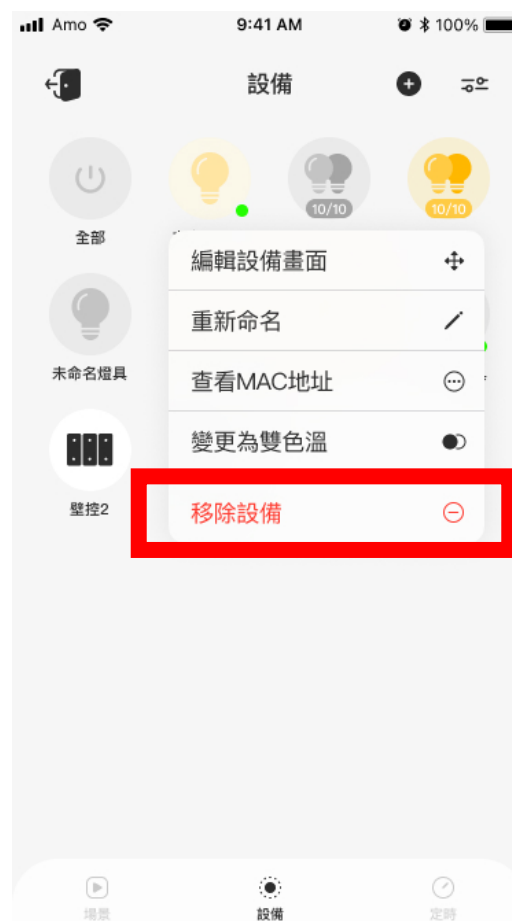 Amo 9:41 AM 100%
設備
10/10 10/10
全部
編輯設備畫面
重新命名
未命名燈具
查看MAC地址
變更為雙色溫
移除設備
壁控2
場景 設備 定時